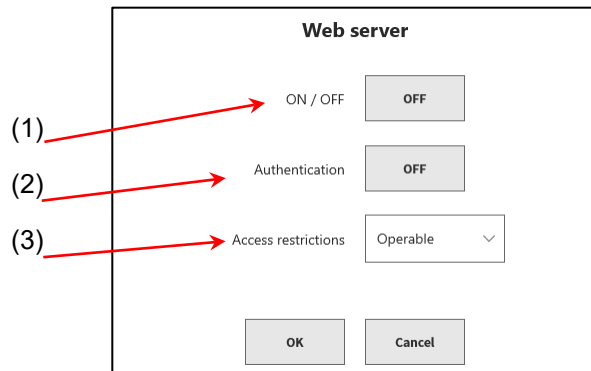 Web server
(1) ON / OFF OFF
(2) Authentication OFF
(3) Access restrictions Operable
OK Cancel